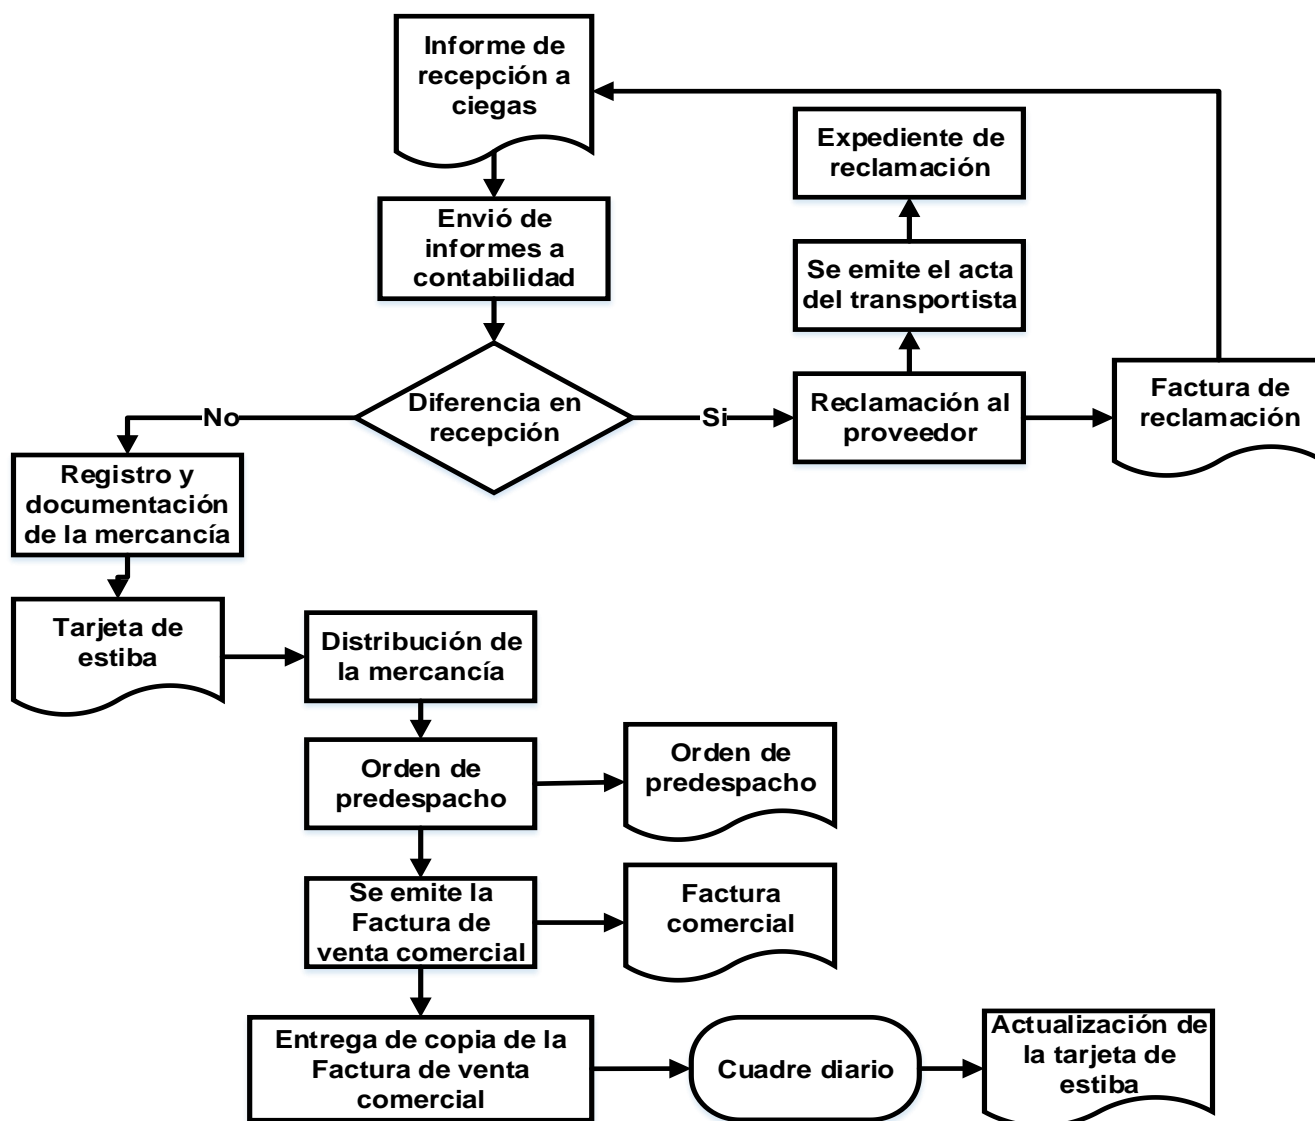 Informe de
recepción a
ciegas
Expediente de
reclamación
Envió de
informes a
contabilidad
Se emite el acta
del transportista
Diferencia en
recepción
No
Si
Reclamación al
proveedor
Factura de
reclamación
Registro y
documentación
de la mercancía
Tarjeta de
estiba
Distribución de
la mercancía
Orden de
predespacho
Orden de
predespacho
Se emite la
Factura de
venta comercial
Factura
comercial
Entrega de copia de la
Factura de venta
comercial
Cuadre diario
Actualización de
la tarjeta de
estiba